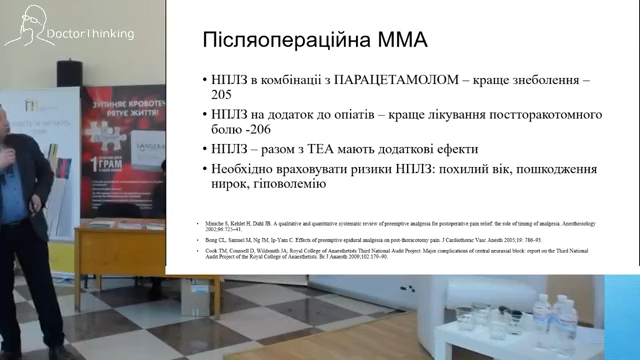 DoctorThinking
Післяопераційна ММА
• НПЛЗ в комбінаціі з ПАРАЦЕТАМОЛОМ – краще знеболення –
205
• НПЛЗ на додаток до опіатів – краще лікування постторакотомного
болю -206
• НПЛЗ – разом з ТЕА мають додаткові ефекти
• Необхідно враховувати ризики НПЛЗ: похилий вік, пошкодження
нирок, гіповолемію
• Moniche S, Kehlet H, Dahl JB. A qualitative and quantitative systematic review of preemptive analgesia for postoperative pain relief: the role of timing of analgesia. Anesthesiology
2002;96:725–41.
• Bong CL, Samuel M, Ng JM, Ip-Yam C. Effects of preemptive epidural analgesia on post-thoracotomy pain. J Cardiothorac Vasc Anesth 2005;19: 786–93.
• Cook TM, Counsell D, Wildsmith JA; Royal College of Anaesthetists Third National Audit Project. Major complications of central neuraxial block: report on the Third National
Audit Project of the Royal College of Anaesthetists. Br J Anaesth 2009;102:179–90.
ЗУПИНЯЄ КРОВОТЕЧУ
РЯТУЄ ЖИТТЯ!
1 ГРАМ